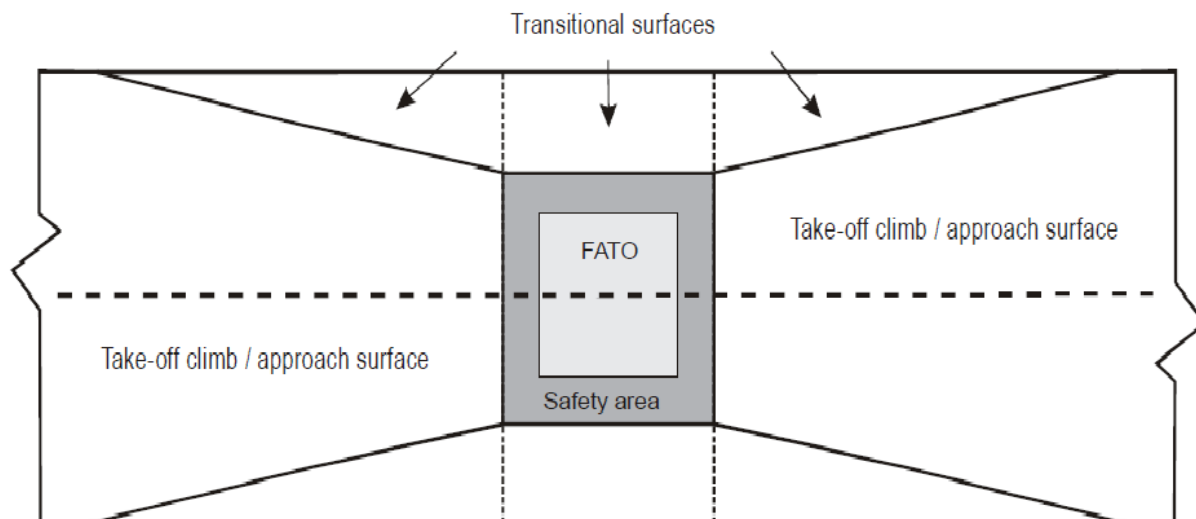 Transitional surfaces
Take-off climb / approach surface
FATO
Take-off climb / approach surface
Safety area